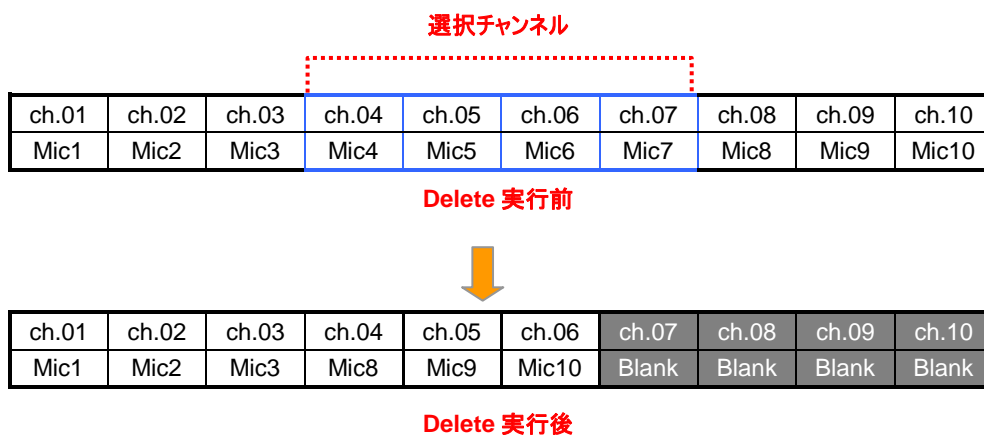 選択チャンネル
ch.01 ch.02 ch.03 ch.04 ch.05 ch.06 ch.07 ch.08 ch.09 ch.10
Mic1 Mic2 Mic3 Mic4 Mic5 Mic6 Mic7 Mic8 Mic9 Mic10
Delete 実行前
ch.01 ch.02 ch.03 ch.04 ch.05 ch.06 ch.07 ch.08 ch.09 ch.10
Mic1 Mic2 Mic3 Mic8 Mic9 Mic10 Blank Blank Blank Blank
Delete 実行後